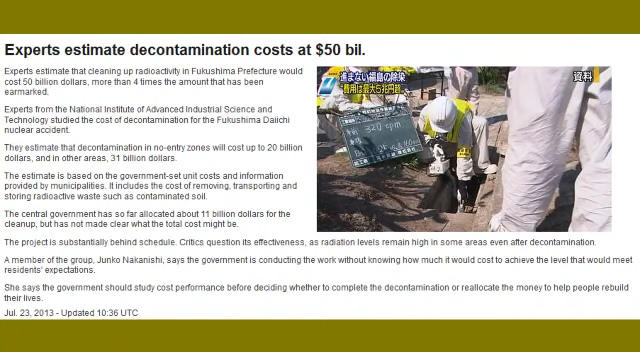 Experts estimate decontamination costs at $50 bil.
Experts estimate that cleaning up radioactivity in Fukushima Prefecture would
cost 50 billion dollars, more than 4 times the amount that has been
earmarked.
Experts from the National Institute of Advanced Industrial Science and
Technology studied the cost of decontamination for the Fukushima Daiichi
nuclear accident.
They estimate that decontamination in no-entry zones will cost up to 20 billion
dollars, and in other areas, 31 billion dollars.
The estimate is based on the government-set unit costs and information
provided by municipalities. It includes the cost of removing, transporting and
storing radioactive waste such as contaminated soil.
The central government has so far allocated about 11 billion dollars for the
cleanup, but has not made clear what the total cost might be.
進まない福島の除染
費用は最大5兆円超
資料
320 cpm
The project is substantially behind schedule. Critics question its effectiveness, as radiation levels remain high in some areas even after decontamination.
A member of the group, Junko Nakanishi, says the government is conducting the work without knowing how much it would cost to achieve the level that would meet
residents' expectations.
She says the government should study cost performance before deciding whether to complete the decontamination or reallocate the money to help people rebuild
their lives.
Jul. 23, 2013 - Updated 10:36 UTC